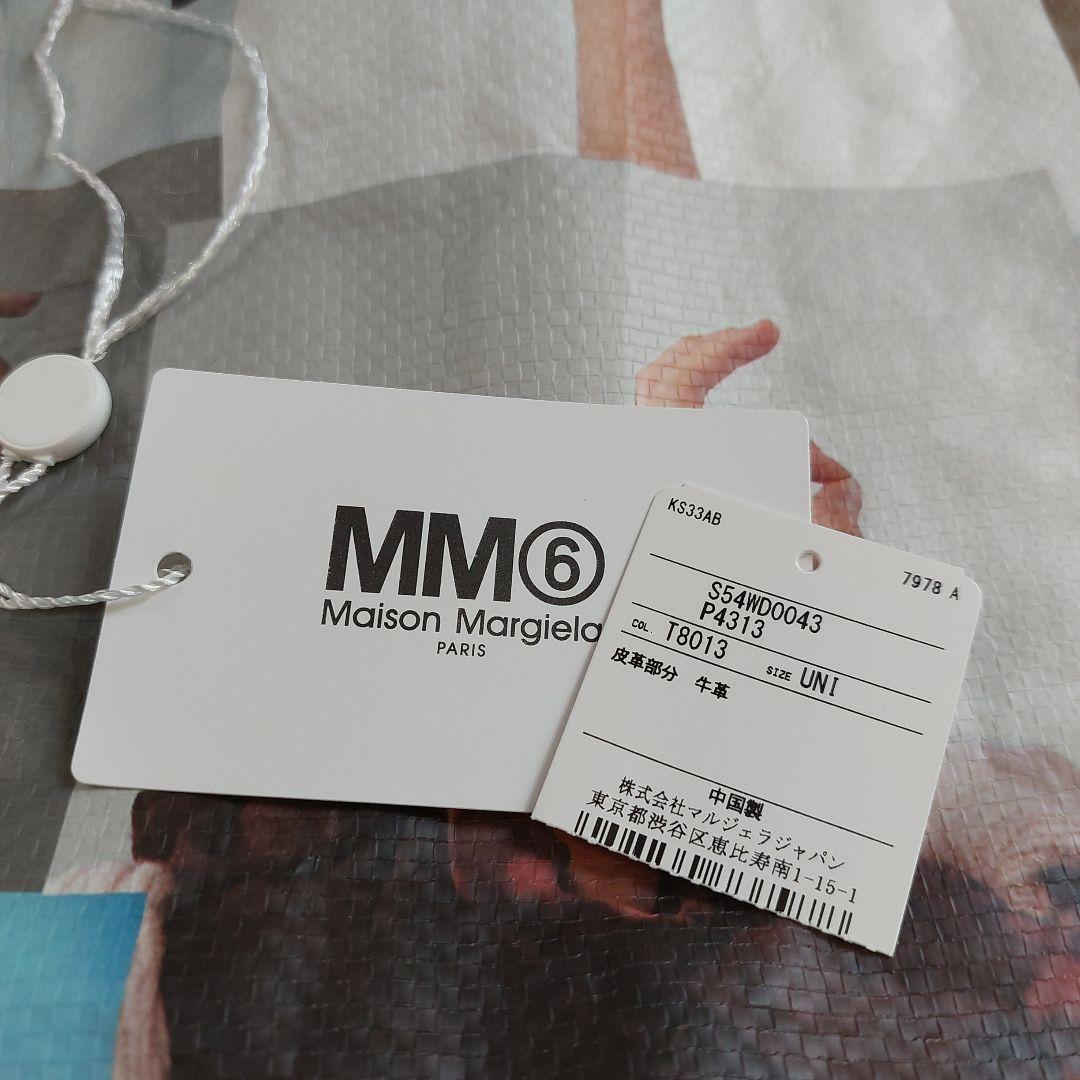 MM⑥
Maison Margiela
PARIS
KS33AB
7978 A
S54WD0043
P4313
COL. T8013 SIZE UNI
皮革部分 牛革
中国製
株式会社マルジェラジャパン
東京都渋谷区恵比寿南1-15-1